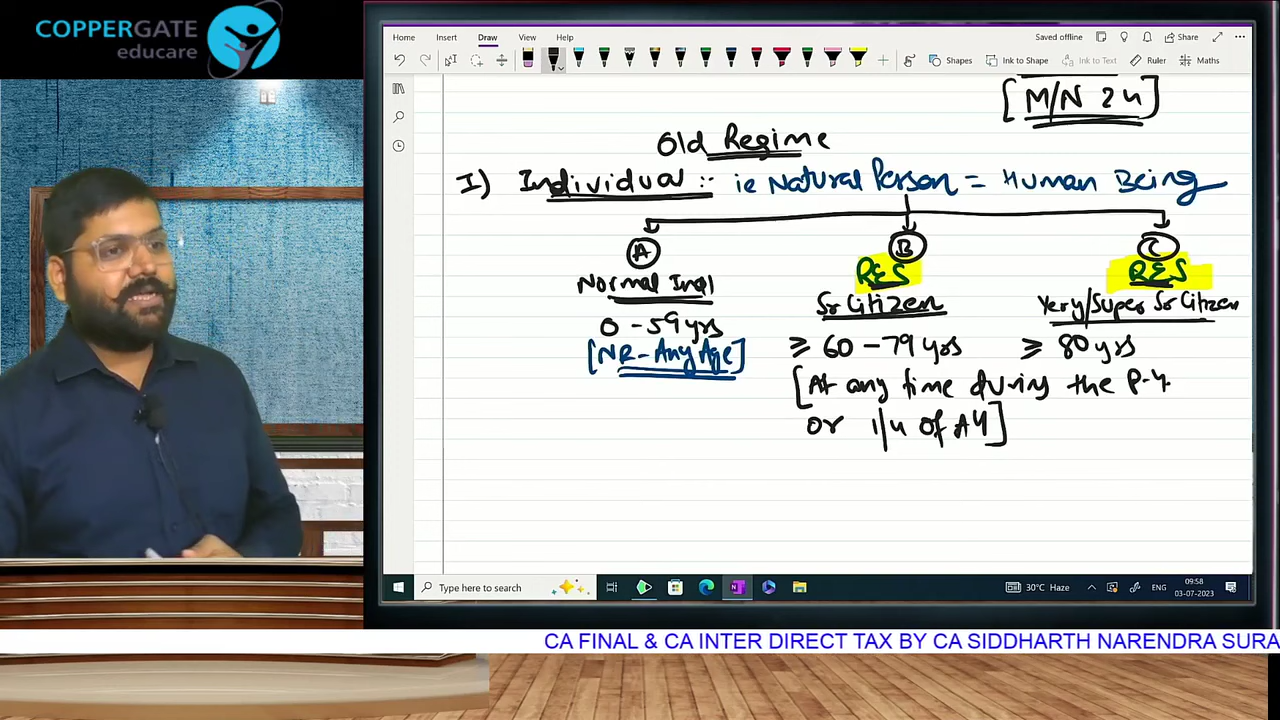 COPPERGATE
educare
Home Insert Draw View Help
Saved offline
Share
Shapes
Ink to Shape
Ink to Text
Ruler
Maths
[M/N 24]
Old Regime
I) Individual :- ie Natural Person = Human Being
A
B
C
Normal Indl
0 - 59 yrs
[NR - Any Age]
RES
Sr Citizen
≥ 60 - 79 yrs
RES
Very/Super Sr Citizen
≥ 80 yrs
[At any time during the P.Y.
or 1/4 of AY]
Type here to search
30°C Haze
ENG
09:58
03-07-2023
CA FINAL & CA INTER DIRECT TAX BY CA SIDDHARTH NARENDRA SURA